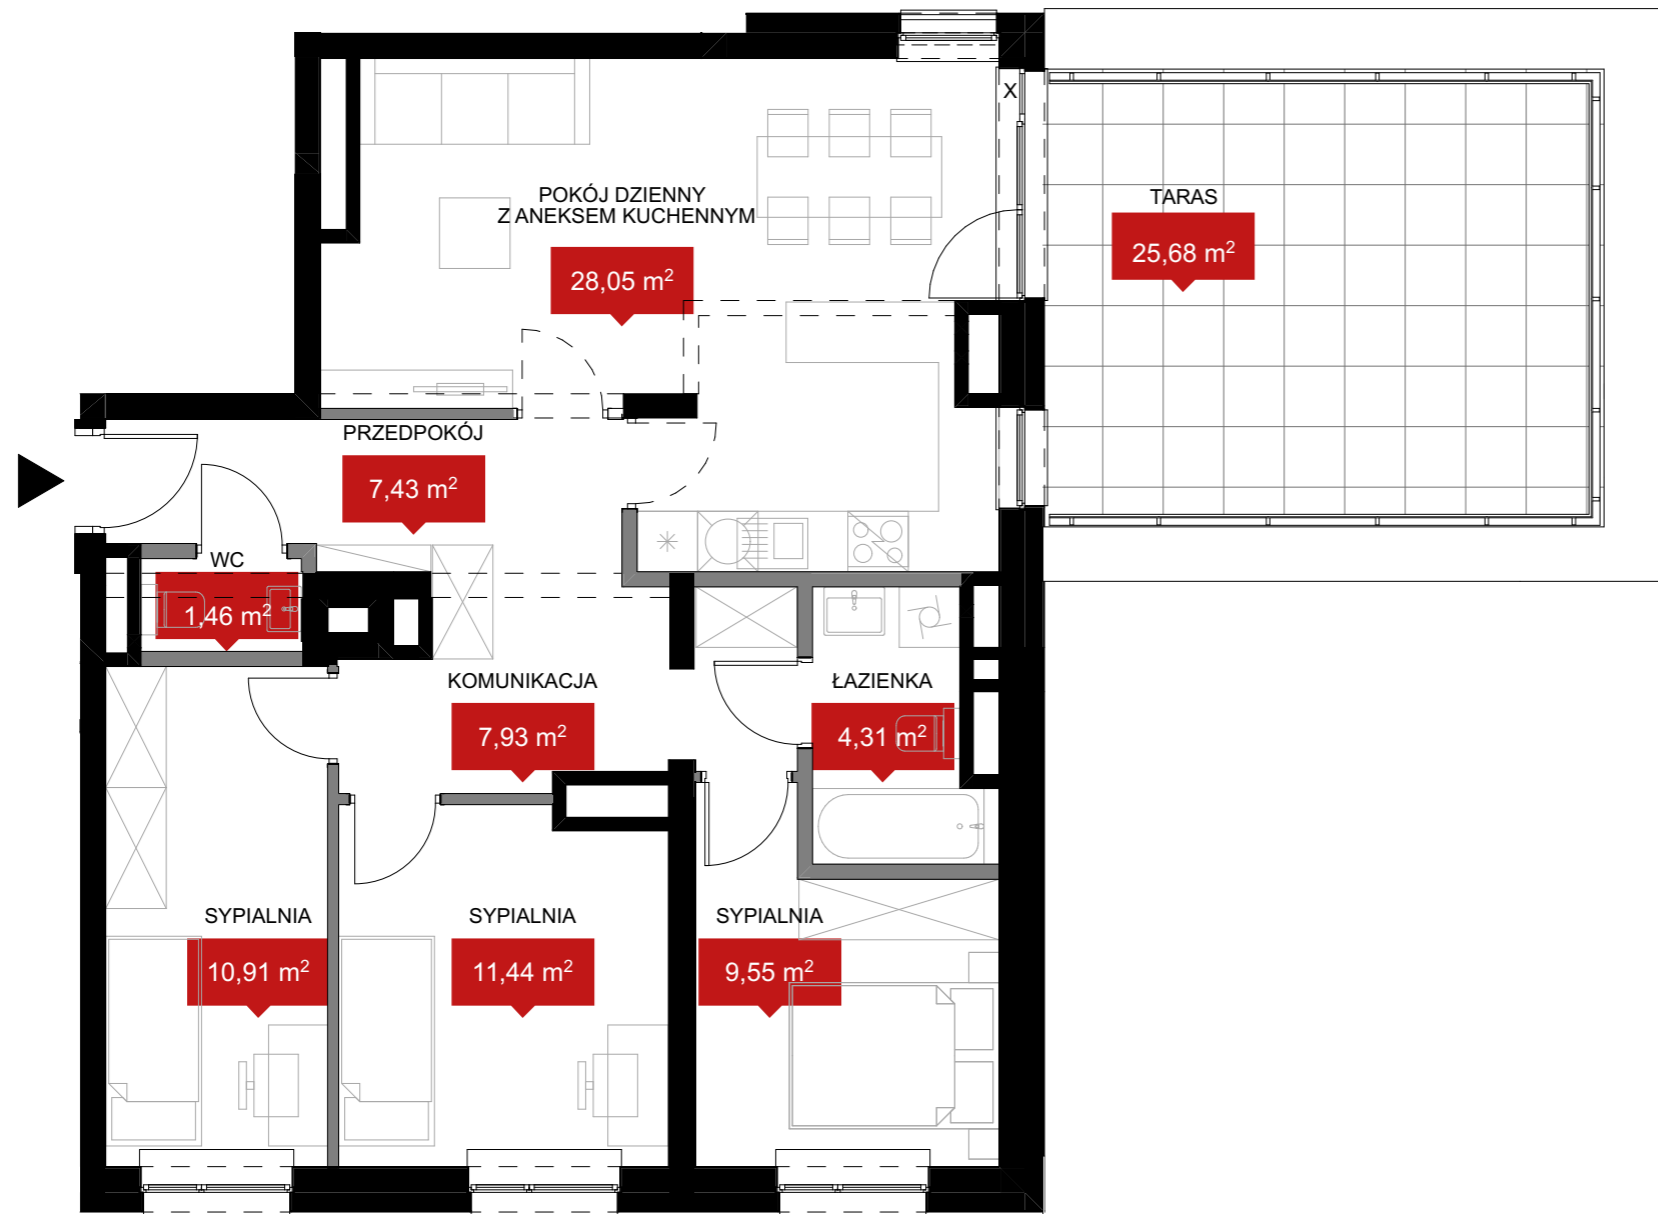 X
POKÓJ DZIENNY
Z ANEKSEM KUCHENNYM
28,05 m²
TARAS
25,68 m²
PRZEDPOKÓJ
7,43 m²
WC
1,46 m²
KOMUNIKACJA
7,93 m²
ŁAZIENKA
4,31 m²
SYPIALNIA
10,91 m²
SYPIALNIA
11,44 m²
SYPIALNIA
9,55 m²